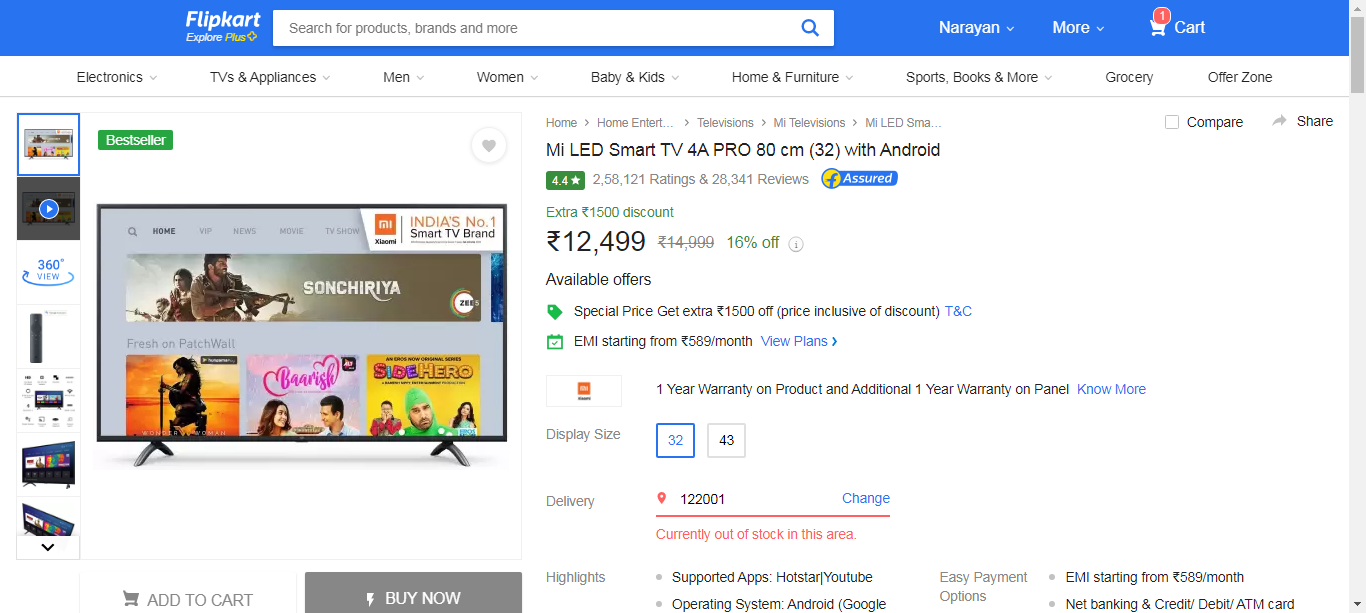 Flipkart
Explore Plus
Search for products, brands and more
Narayan
More
1
Cart
Electronics
TVs & Appliances
Men
Women
Baby & Kids
Home & Furniture
Sports, Books & More
Grocery
Offer Zone
Bestseller
360°
VIEW
HOME
VIP
NEWS
MOVIE
TV SHOW
mi
Xiaomi
INDIA'S No.1
Smart TV Brand
SONCHIRIYA
ZEE5
Fresh on PatchWall
WONDER WOMAN
Baarish
AN EROS NOW ORIGINAL SERIES
SIDEHERO
ADD TO CART
BUY NOW
Home > Home Entert... > Televisions > Mi Televisions > Mi LED Sma...
Compare
Share
Mi LED Smart TV 4A PRO 80 cm (32) with Android
4.4★ 2,58,121 Ratings & 28,341 Reviews
Assured
Extra ₹1500 discount
₹12,499 ₹14,999 16% off
Available offers
Special Price Get extra ₹1500 off (price inclusive of discount) T&C
EMI starting from ₹589/month View Plans
mi
Xiaomi
1 Year Warranty on Product and Additional 1 Year Warranty on Panel Know More
Display Size
32
43
Delivery
122001
Change
Currently out of stock in this area.
Highlights
Supported Apps: Hotstar|Youtube
Operating System: Android (Google
Easy Payment
Options
EMI starting from ₹589/month
Net banking & Credit/ Debit/ ATM card